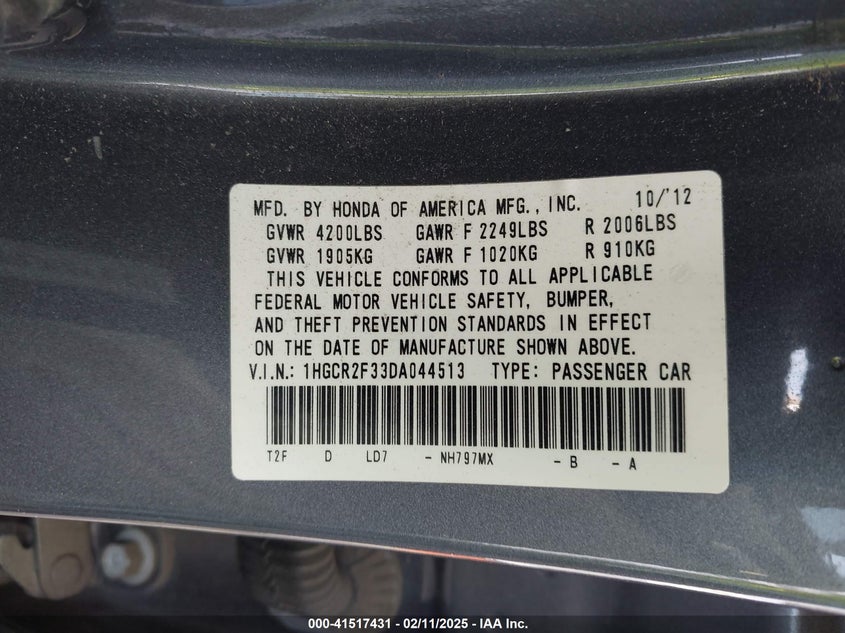 MFD. BY HONDA OF AMERICA MFG., INC. 10/'12
GVWR 4200LBS GAWR F 2249LBS R 2006LBS
GVWR 1905KG GAWR F 1020KG R 910KG
THIS VEHICLE CONFORMS TO ALL APPLICABLE
FEDERAL MOTOR VEHICLE SAFETY, BUMPER,
AND THEFT PREVENTION STANDARDS IN EFFECT
ON THE DATE OF MANUFACTURE SHOWN ABOVE.
V.I.N.: 1HGCR2F33DA044513 TYPE: PASSENGER CAR
T2F D LD7 - NH797MX - B - A
000-41517431 - 02/11/2025 - IAA Inc.